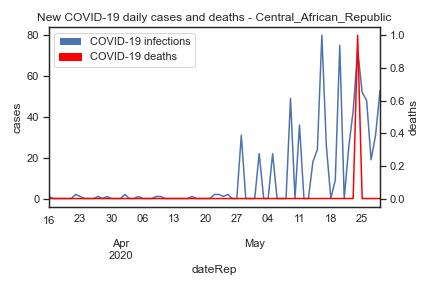 New COVID-19 daily cases and deaths - Central_African_Republic
COVID-19 infections
COVID-19 deaths
80
60
40
20
0
cases
1.0
0.8
0.6
0.4
0.2
0.0
deaths
16 23 30 06 13 20 27 04 11 18 25
Apr May
2020
dateRep